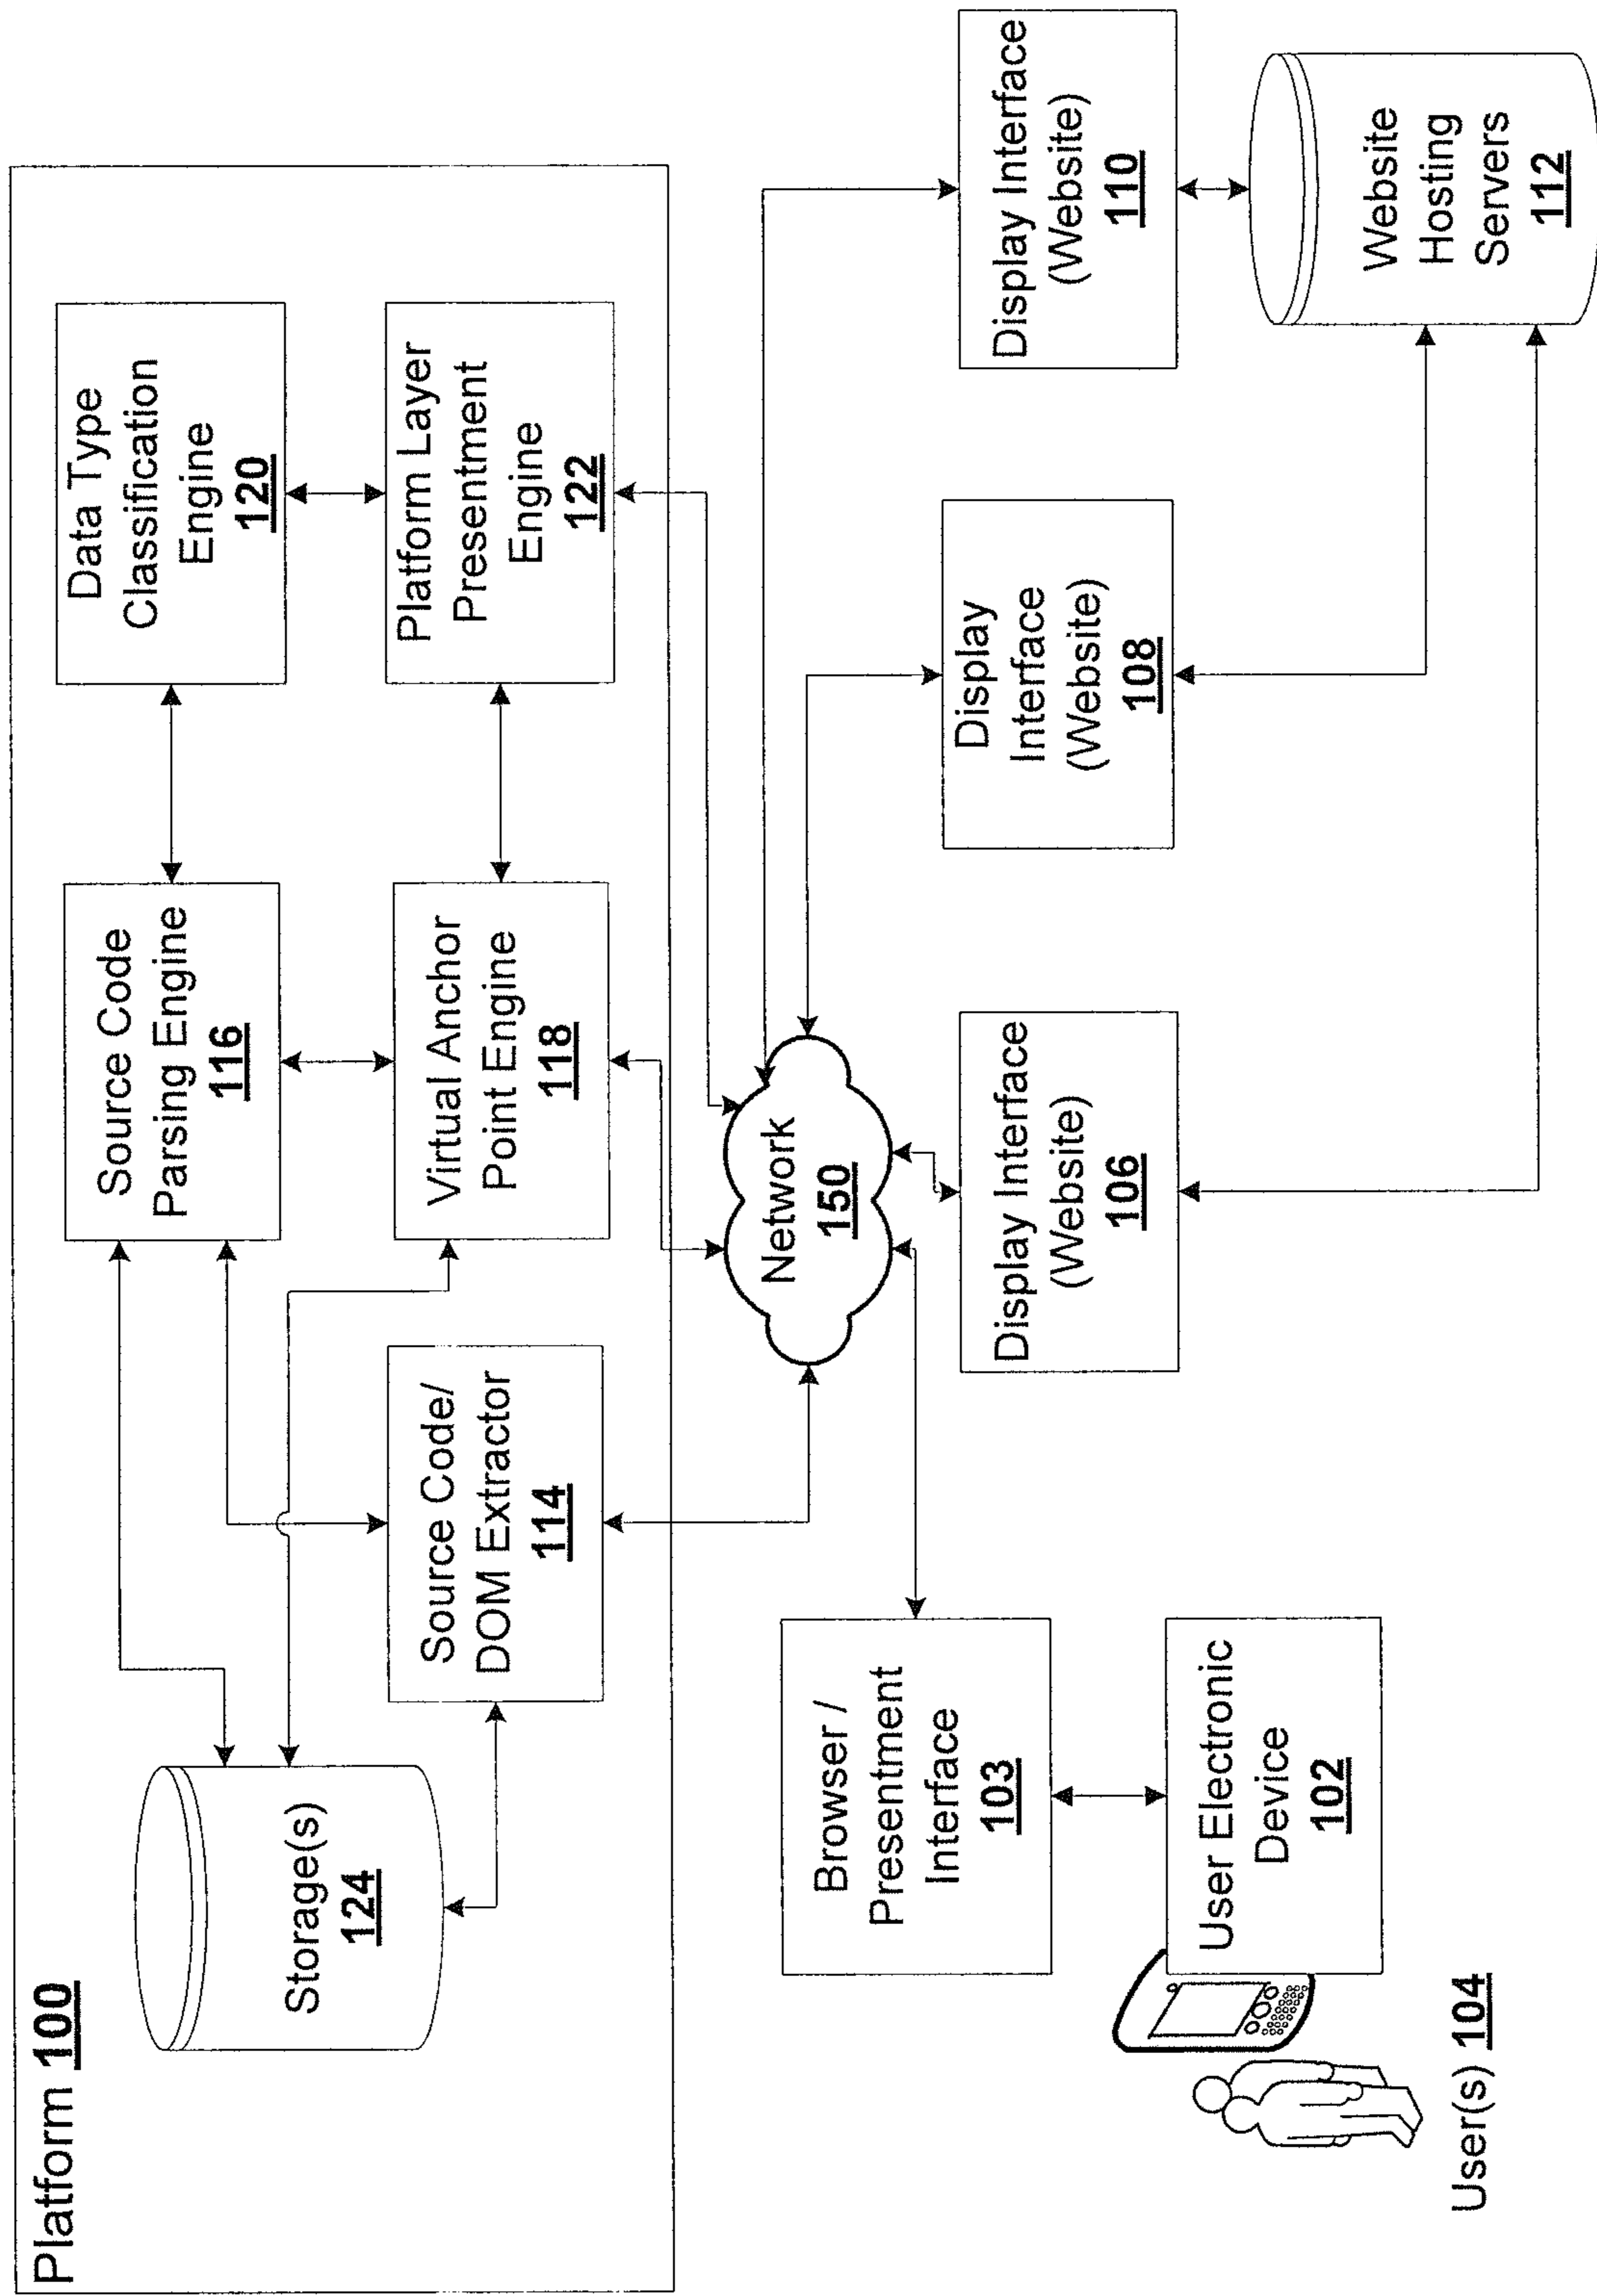 Platform 100
Storage(s)
124
Source Code/
DOM Extractor
114
Source Code
Parsing Engine
116
Virtual Anchor
Point Engine
118
Data Type
Classification
Engine
120
Platform Layer
Presentment
Engine
122
Network
150
Browser /
Presentment
Interface
103
User Electronic
Device
102
User(s) 104
Display Interface
(Website)
106
Display
Interface
(Website)
108
Display Interface
(Website)
110
Website
Hosting
Servers
112